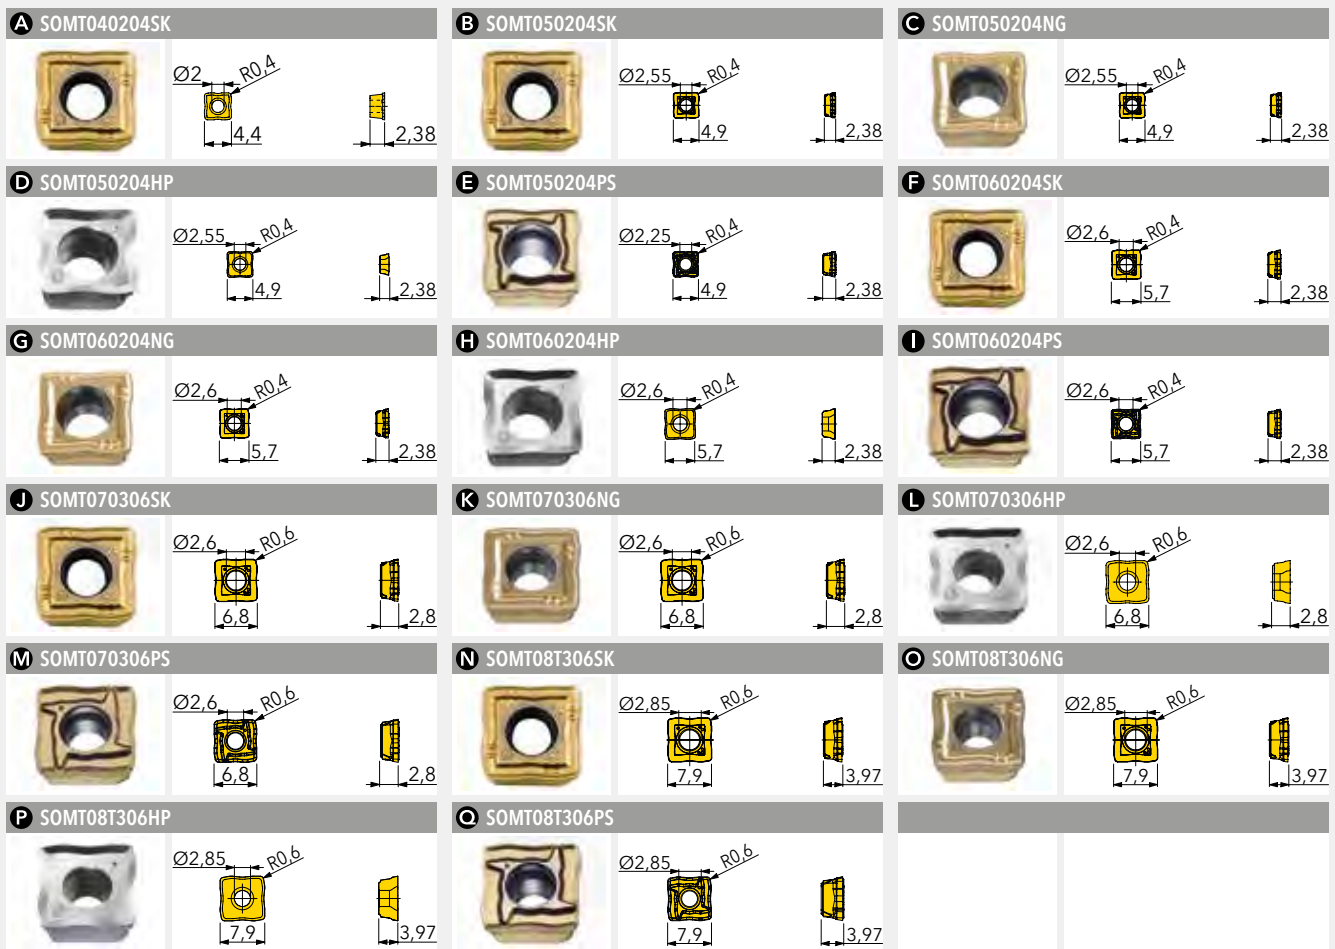 A SOMT040204SK
Ø2
R0,4
4,4
2,38
B SOMT050204SK
Ø2,55
R0,4
4,9
2,38
C SOMT050204NG
Ø2,55
R0,4
4,9
2,38
D SOMT050204HP
Ø2,55
R0,4
4,9
2,38
E SOMT050204PS
Ø2,25
R0,4
4,9
2,38
F SOMT060204SK
Ø2,6
R0,4
5,7
2,38
G SOMT060204NG
Ø2,6
R0,4
5,7
2,38
H SOMT060204HP
Ø2,6
R0,4
5,7
2,38
I SOMT060204PS
Ø2,6
R0,4
5,7
2,38
J SOMT070306SK
Ø2,6
R0,6
6,8
2,8
K SOMT070306NG
Ø2,6
R0,6
6,8
2,8
L SOMT070306HP
Ø2,6
R0,6
6,8
2,8
M SOMT070306PS
Ø2,6
R0,6
6,8
2,8
N SOMT08T306SK
Ø2,85
R0,6
7,9
3,97
O SOMT08T306NG
Ø2,85
R0,6
7,9
3,97
P SOMT08T306HP
Ø2,85
R0,6
7,9
3,97
Q SOMT08T306PS
Ø2,85
R0,6
7,9
3,97